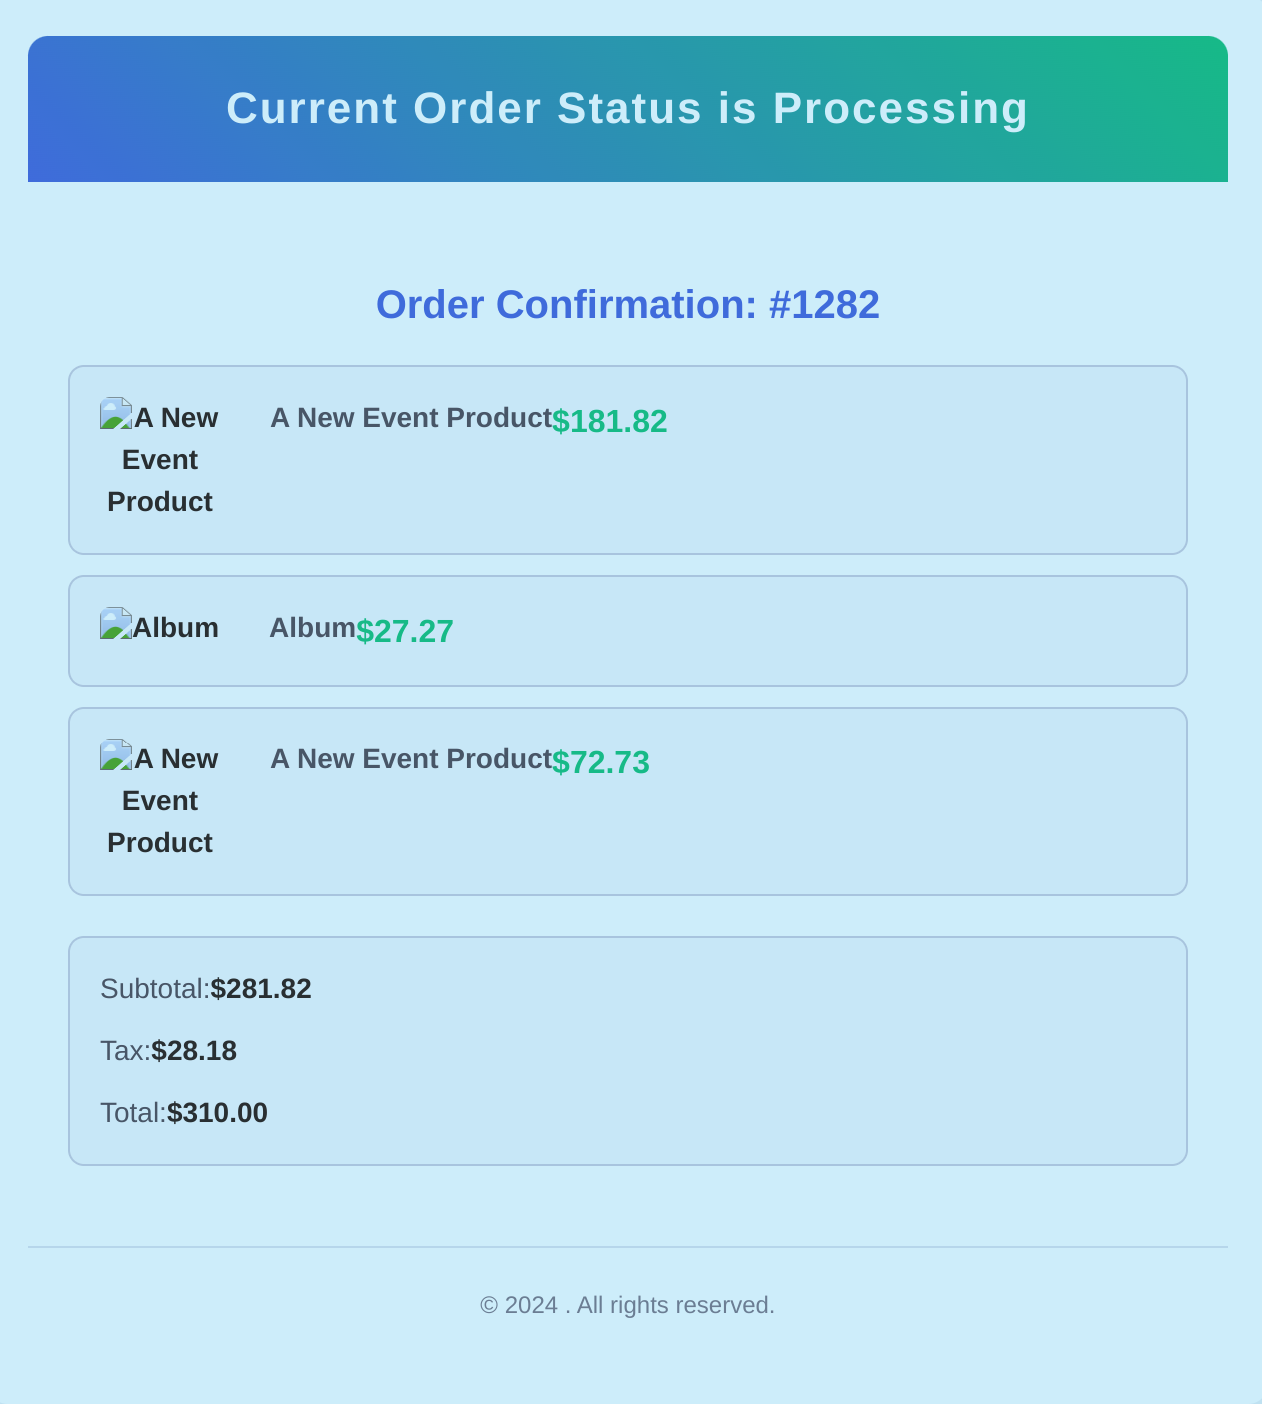 Current Order Status is Processing
Order Confirmation: #1282
A New
Event
Product
A New Event Product$181.82
Album
Album$27.27
A New
Event
Product
A New Event Product$72.73
Subtotal:$281.82
Tax:$28.18
Total:$310.00
© 2024 . All rights reserved.